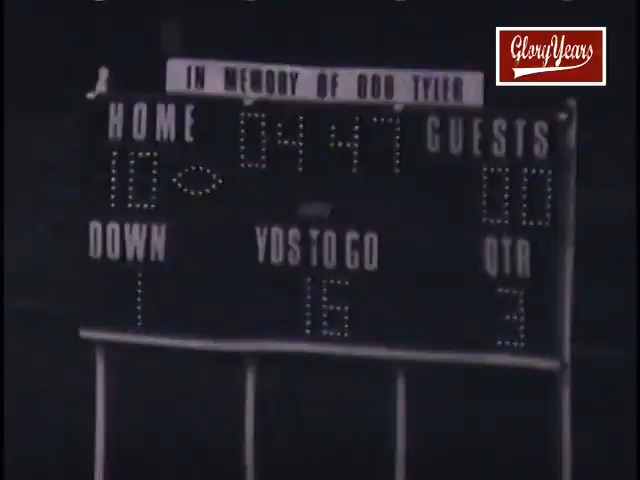 Glory Years
IN MEMORY OF BOB TYLER
HOME 04 47 GUESTS
10 00
DOWN YDS TO GO QTR
1 16 3